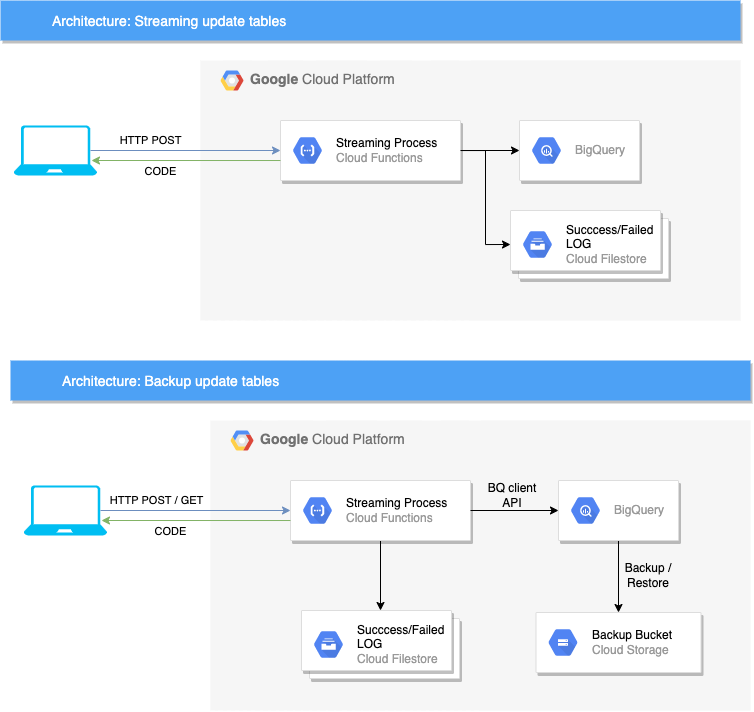 Architecture: Streaming update tables
Google Cloud Platform
HTTP POST
CODE
Streaming Process
Cloud Functions
BigQuery
Succcess/Failed
LOG
Cloud Filestore
Architecture: Backup update tables
Google Cloud Platform
HTTP POST / GET
CODE
Streaming Process
Cloud Functions
BQ client
API
BigQuery
Backup /
Restore
Succcess/Failed
LOG
Cloud Filestore
Backup Bucket
Cloud Storage